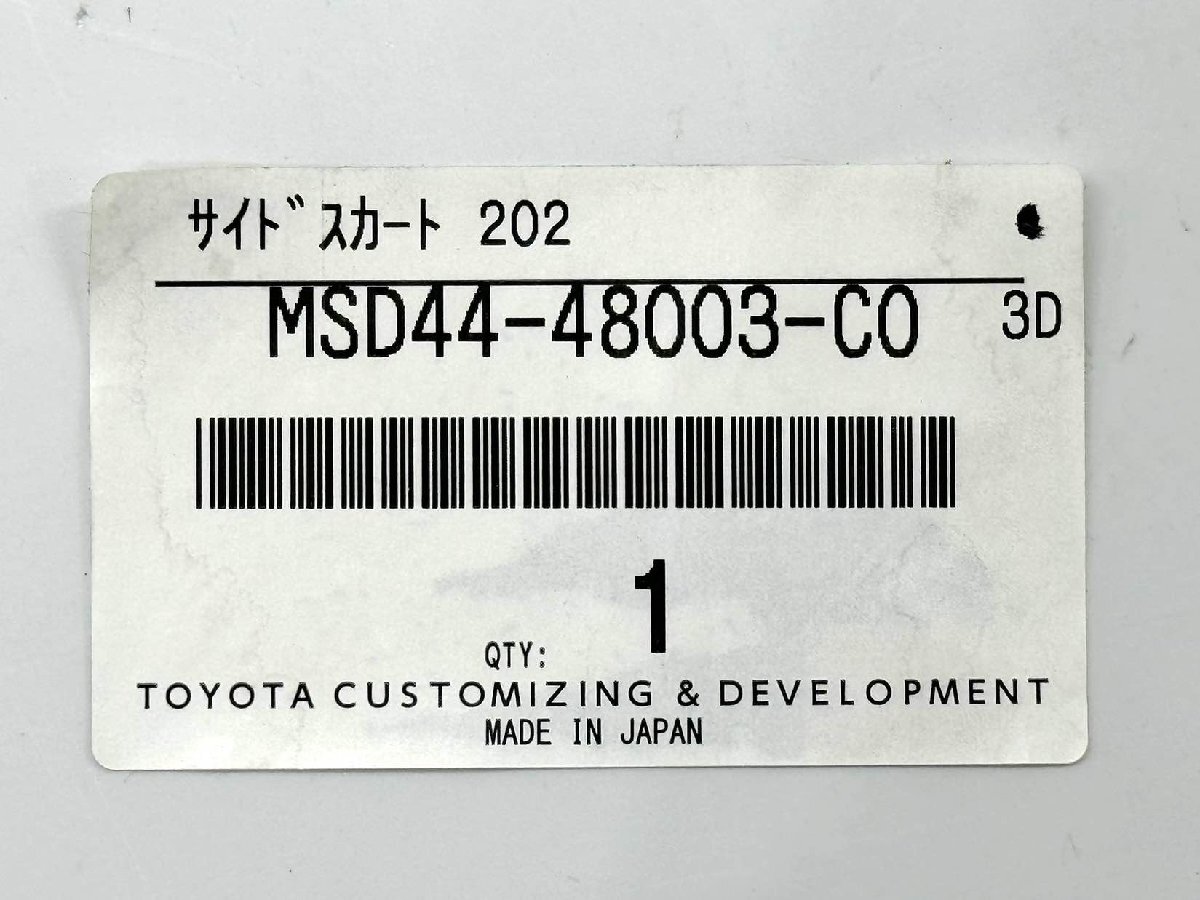 サイドスカート 202
MSD44-48003-C0
3D
1
QTY:
TOYOTA CUSTOMIZING & DEVELOPMENT
MADE IN JAPAN